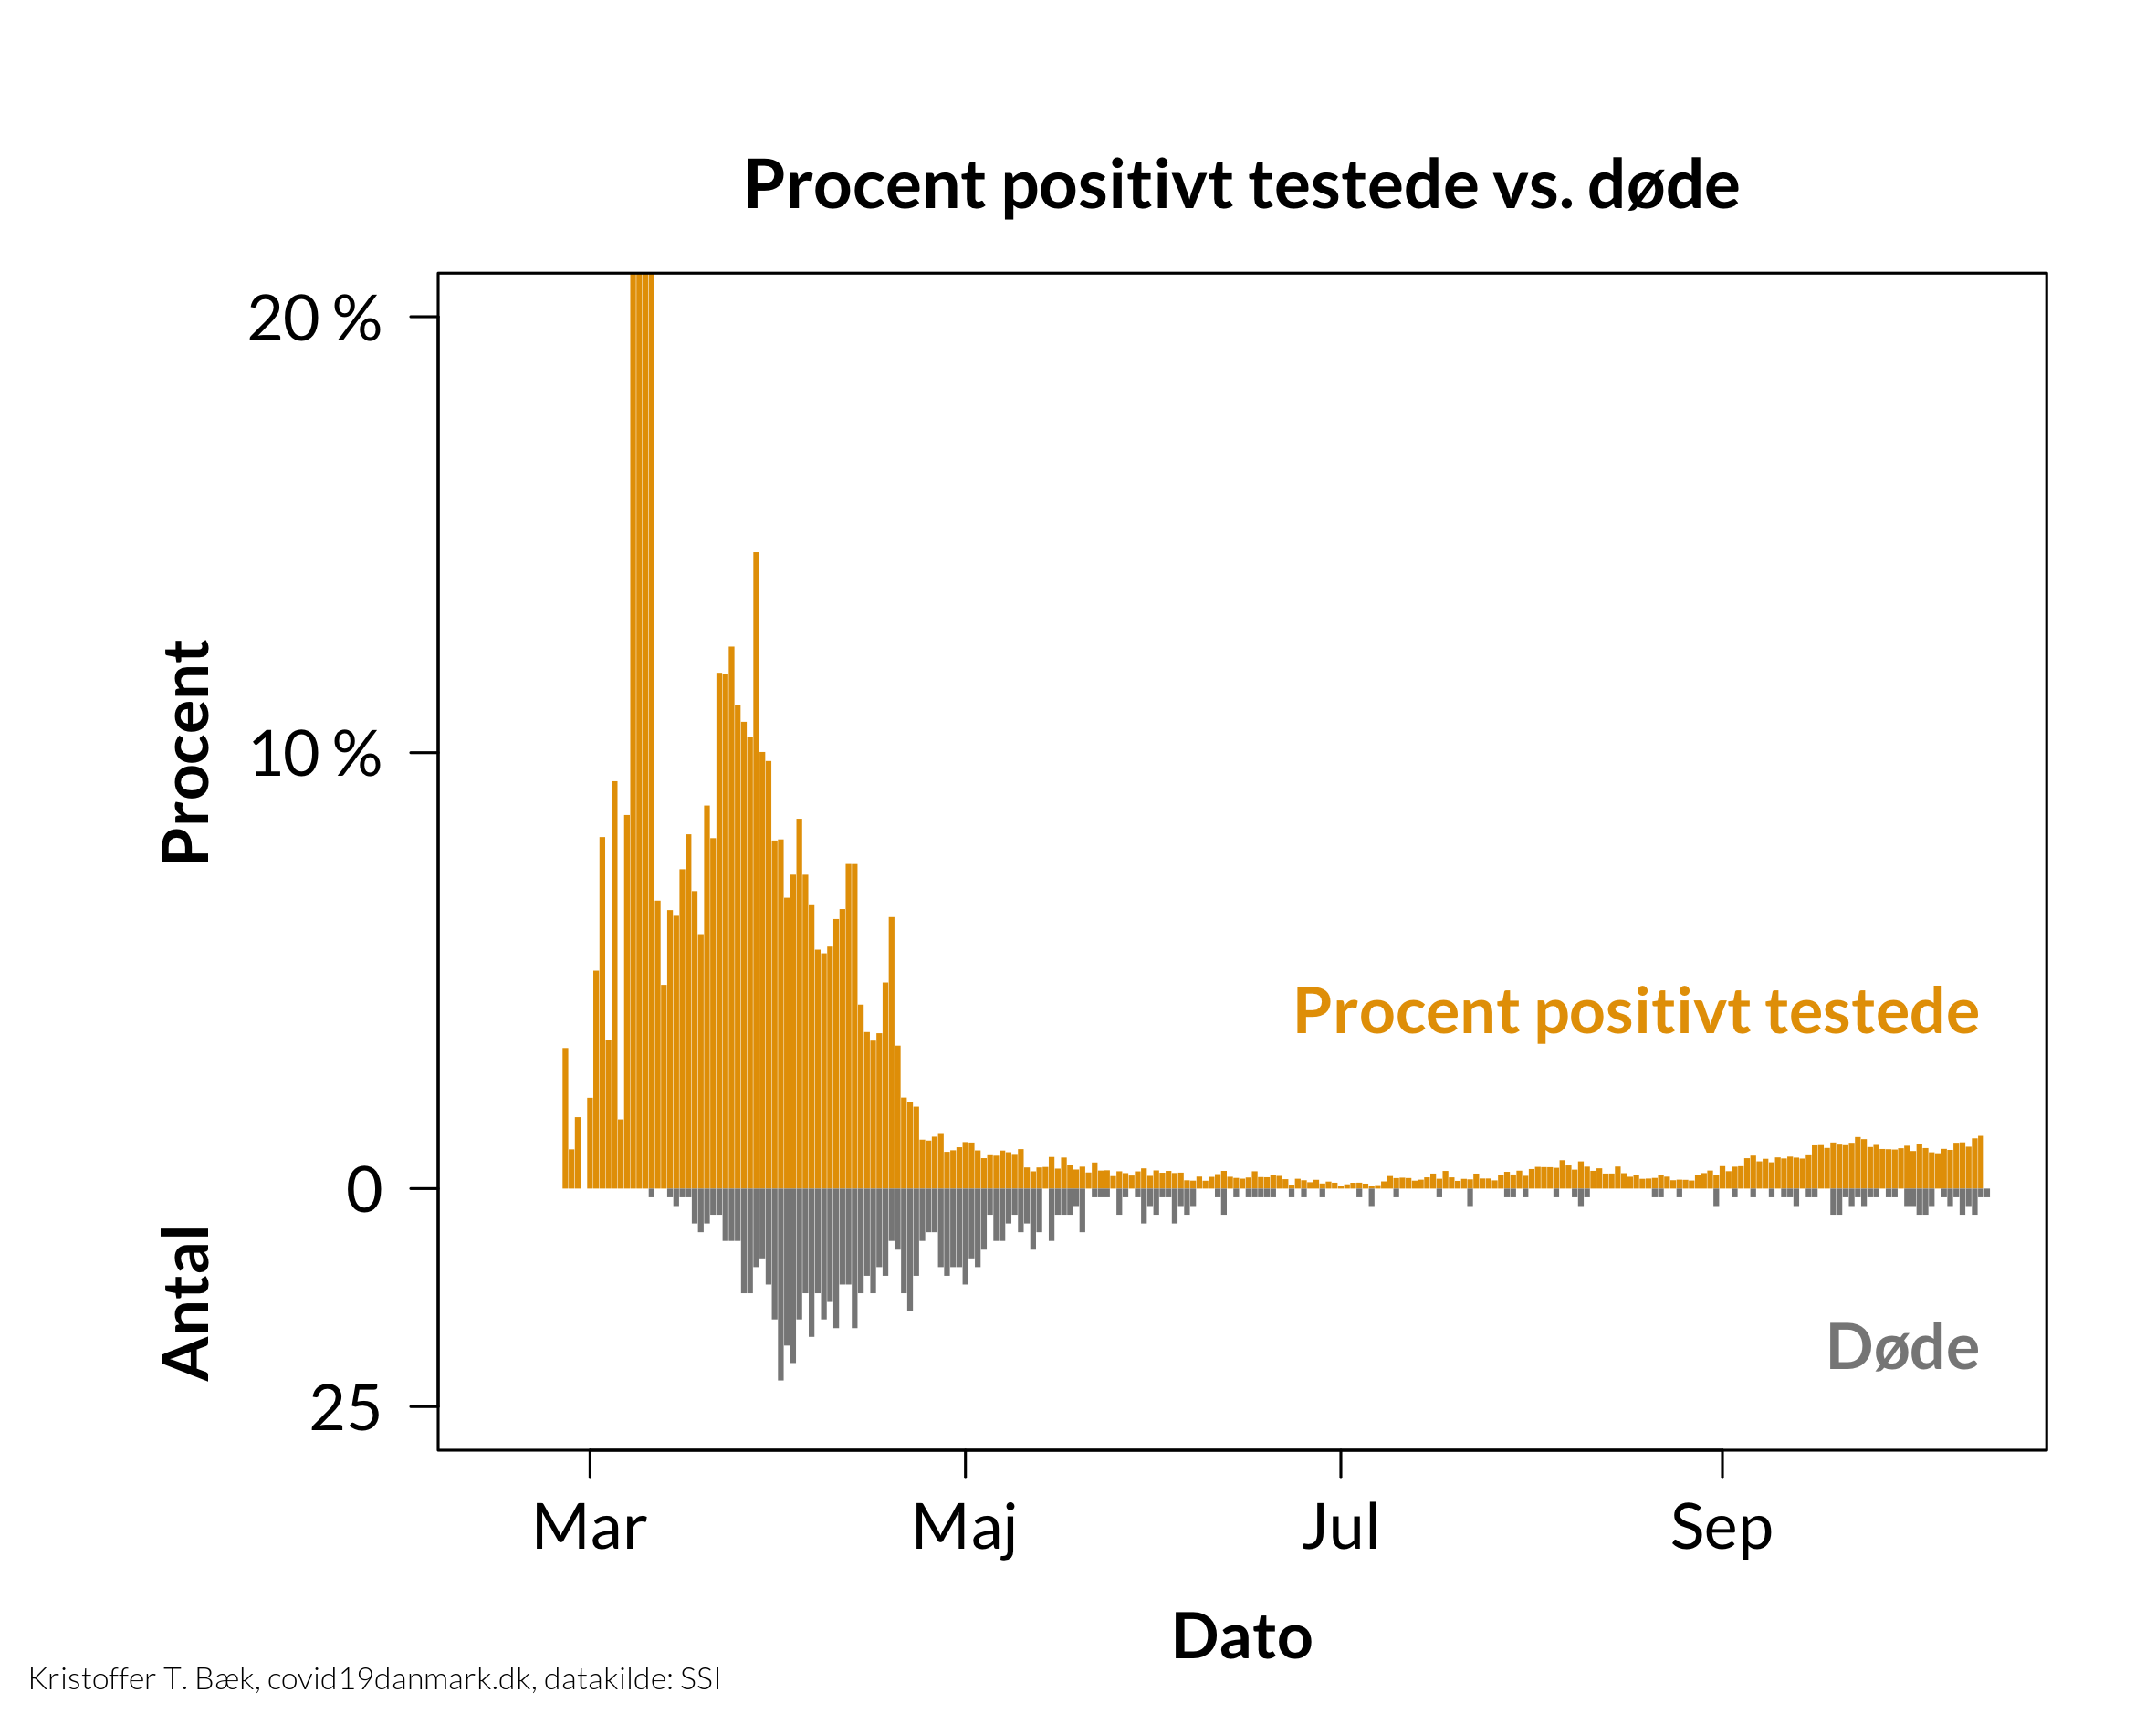 Procent positivt testede vs. døde
20 %
10 %
0
25
Procent
Antal
Procent positivt testede
Døde
Mar
Maj
Jul
Sep
Dato
Kristoffer T. Bæk, covid19danmark.dk, datakilde: SSI